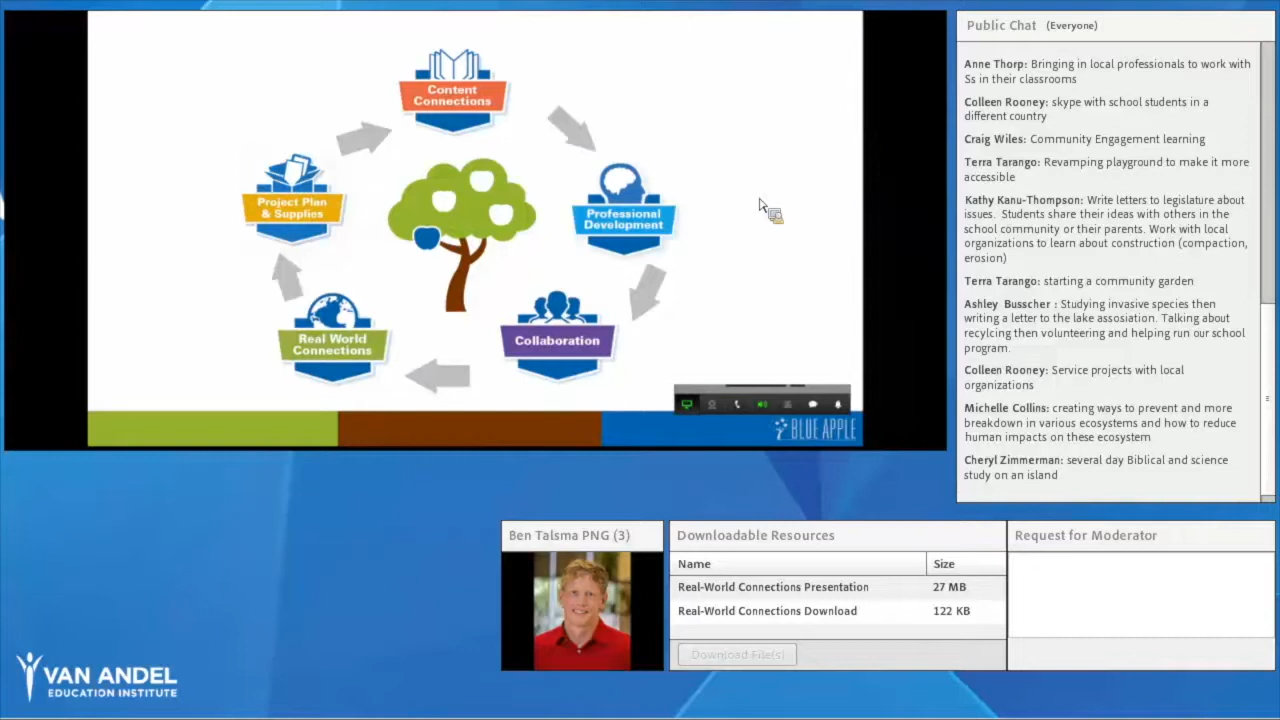 Content
Connections
Project Plan
& Supplies
Professional
Development
Real World
Connections
Collaboration
BLUE APPLE
Public Chat (Everyone)
Anne Thorp: Bringing in local professionals to work with
Ss in their classrooms
Colleen Rooney: skype with school students in a
different country
Craig Wiles: Community Engagement learning
Terra Tarango: Revamping playground to make it more
accessible
Kathy Kanu-Thompson: Write letters to legislature about
issues. Students share their ideas with others in the
school community or their parents. Work with local
organizations to learn about construction (compaction,
erosion)
Terra Tarango: starting a community garden
Ashley Busscher : Studying invasive species then
writing a letter to the lake assosiation. Talking about
recylcing then volunteering and helping run our school
program.
Colleen Rooney: Service projects with local
organizations
Michelle Collins: creating ways to prevent and more
breakdown in various ecosystems and how to reduce
human impacts on these ecosystem
Cheryl Zimmerman: several day Biblical and science
study on an island
Ben Talsma PNG (3)
Downloadable Resources
Name Size
Real-World Connections Presentation 27 MB
Real-World Connections Download 122 KB
Download File(s)
Request for Moderator
VAN ANDEL
EDUCATION INSTITUTE